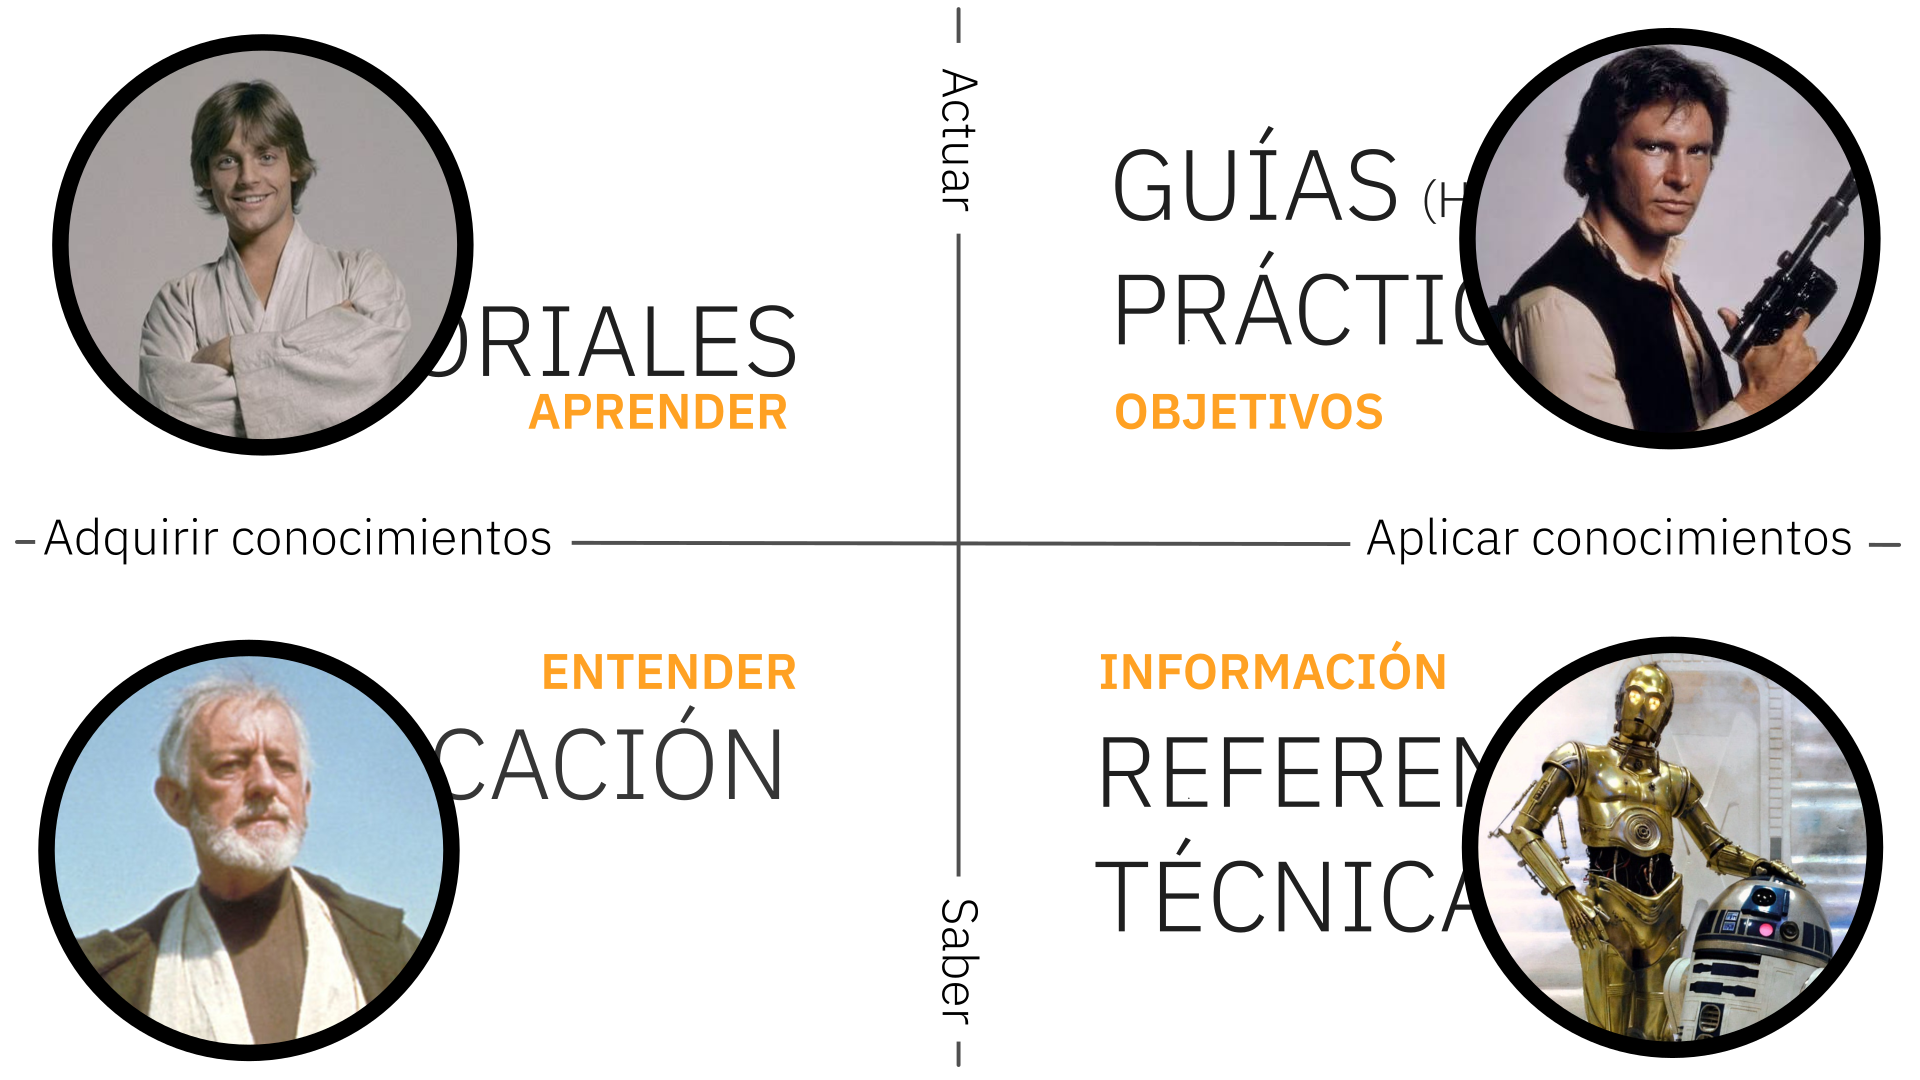 Actuar
GUÍAS (H
PRÁCTIC
ORIALES
APRENDER
OBJETIVOS
Adquirir conocimientos
Aplicar conocimientos
ENTENDER
INFORMACIÓN
CACIÓN
REFEREN
TÉCNICA
Saber